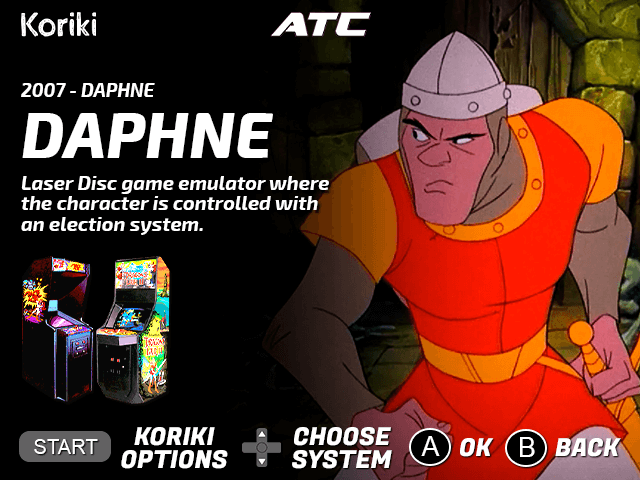 Koriki
ATC
2007 - DAPHNE
DAPHNE
Laser Disc game emulator where
the character is controlled with
an election system.
START
KORIKI
OPTIONS
CHOOSE
SYSTEM
A
OK
B
BACK